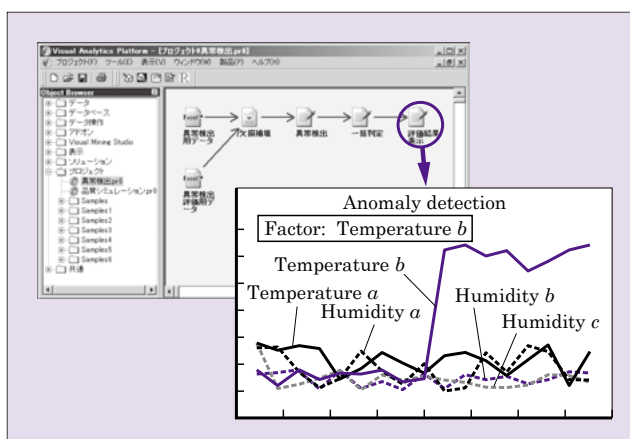 Visual Analytics Platform - [プロジェクト¥異常検出.pr8]
プロジェクト(F) ツール(E) 表示(V) ウィンドウ(W) 製品(P) ヘルプ(H)
Object Browser
データ
データベース
データ操作
アドオン
Visual Mining Studio
表示
ソリューション
プロジェクト
異常検出pr8
品質シミュレーションpr8
Samples
Samples1
Samples2
Samples3
Samples4
Samples5
Samples6
共通
異常検出
用データ
欠損補填
異常検出
一括判定
評価結果
表示
異常検出
評価用デ
ータ
Anomaly detection
Factor: Temperature b
Temperature b
Temperature a
Humidity a
Humidity b
Humidity c